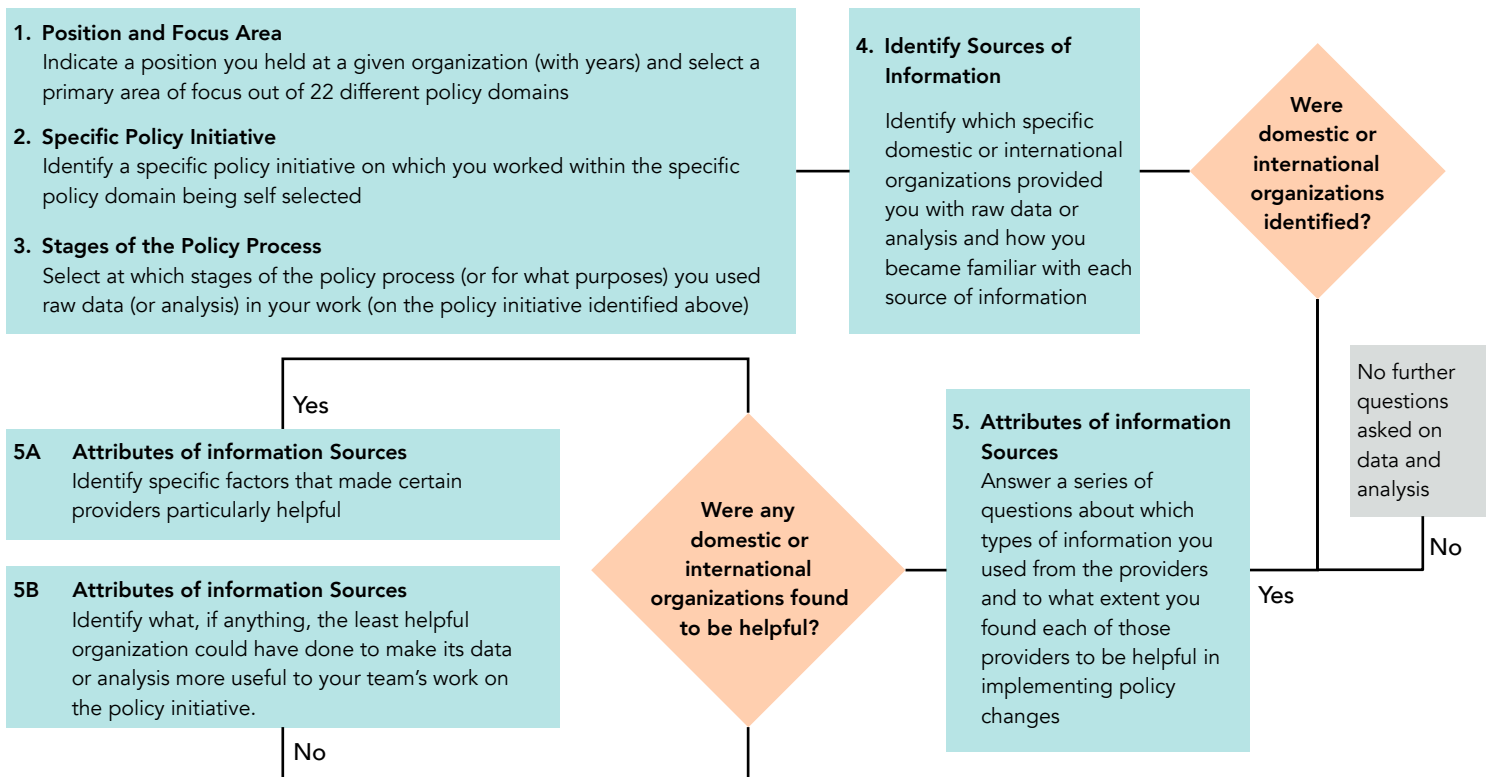 1. Position and Focus Area
Indicate a position you held at a given organization (with years) and select a
primary area of focus out of 22 different policy domains
2. Specific Policy Initiative
Identify a specific policy initiative on which you worked within the specific
policy domain being self selected
3. Stages of the Policy Process
Select at which stages of the policy process (or for what purposes) you used
raw data (or analysis) in your work (on the policy initiative identified above)
4. Identify Sources of
Information
Identify which specific
domestic or international
organizations provided
you with raw data or
analysis and how you
became familiar with each
source of information
Were
domestic or
international
organizations
identified?
No further
questions
asked on
data and
analysis
No
Yes
5. Attributes of information
Sources
Answer a series of
questions about which
types of information you
used from the providers
and to what extent you
found each of those
providers to be helpful in
implementing policy
changes
Were any
domestic or
international
organizations found
to be helpful?
Yes
5A Attributes of information Sources
Identify specific factors that made certain
providers particularly helpful
5B Attributes of information Sources
Identify what, if anything, the least helpful
organization could have done to make its data
or analysis more useful to your team’s work on
the policy initiative.
No